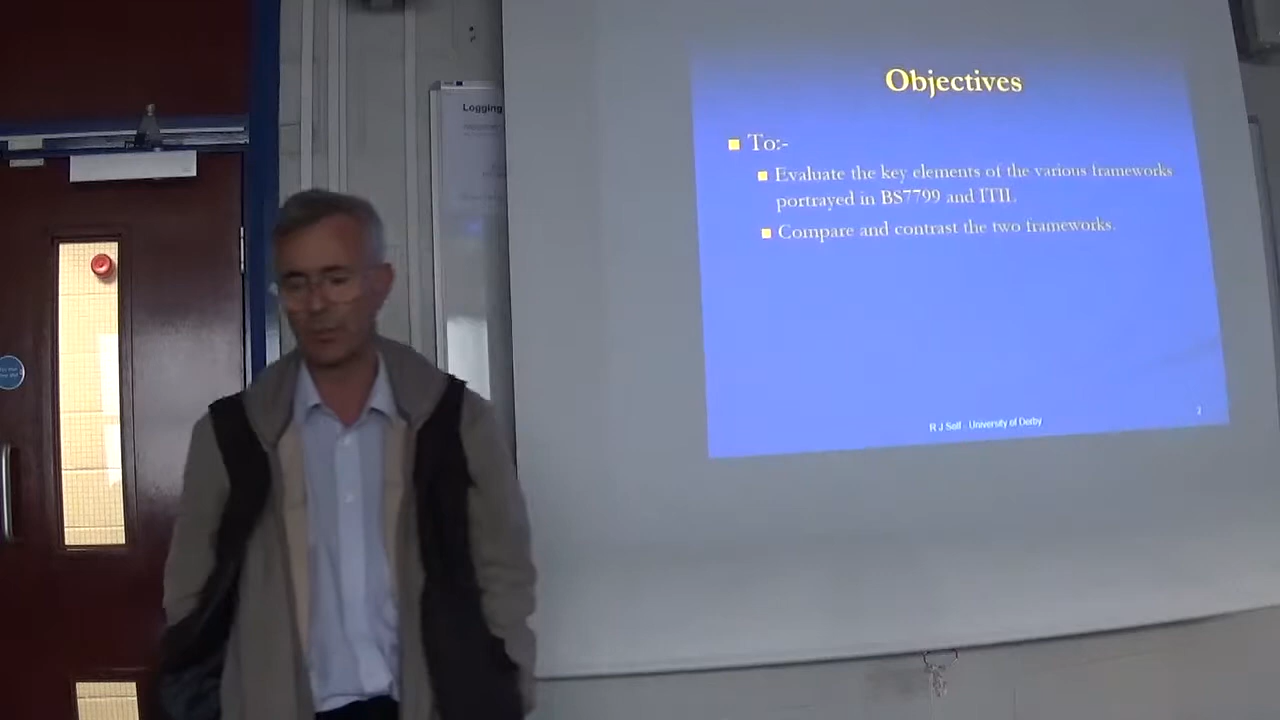 Logging
Objectives
To:-
Evaluate the key elements of the various frameworks
portrayed in BS7799 and ITIL.
Compare and contrast the two frameworks.
R J Self - University of Derby
2